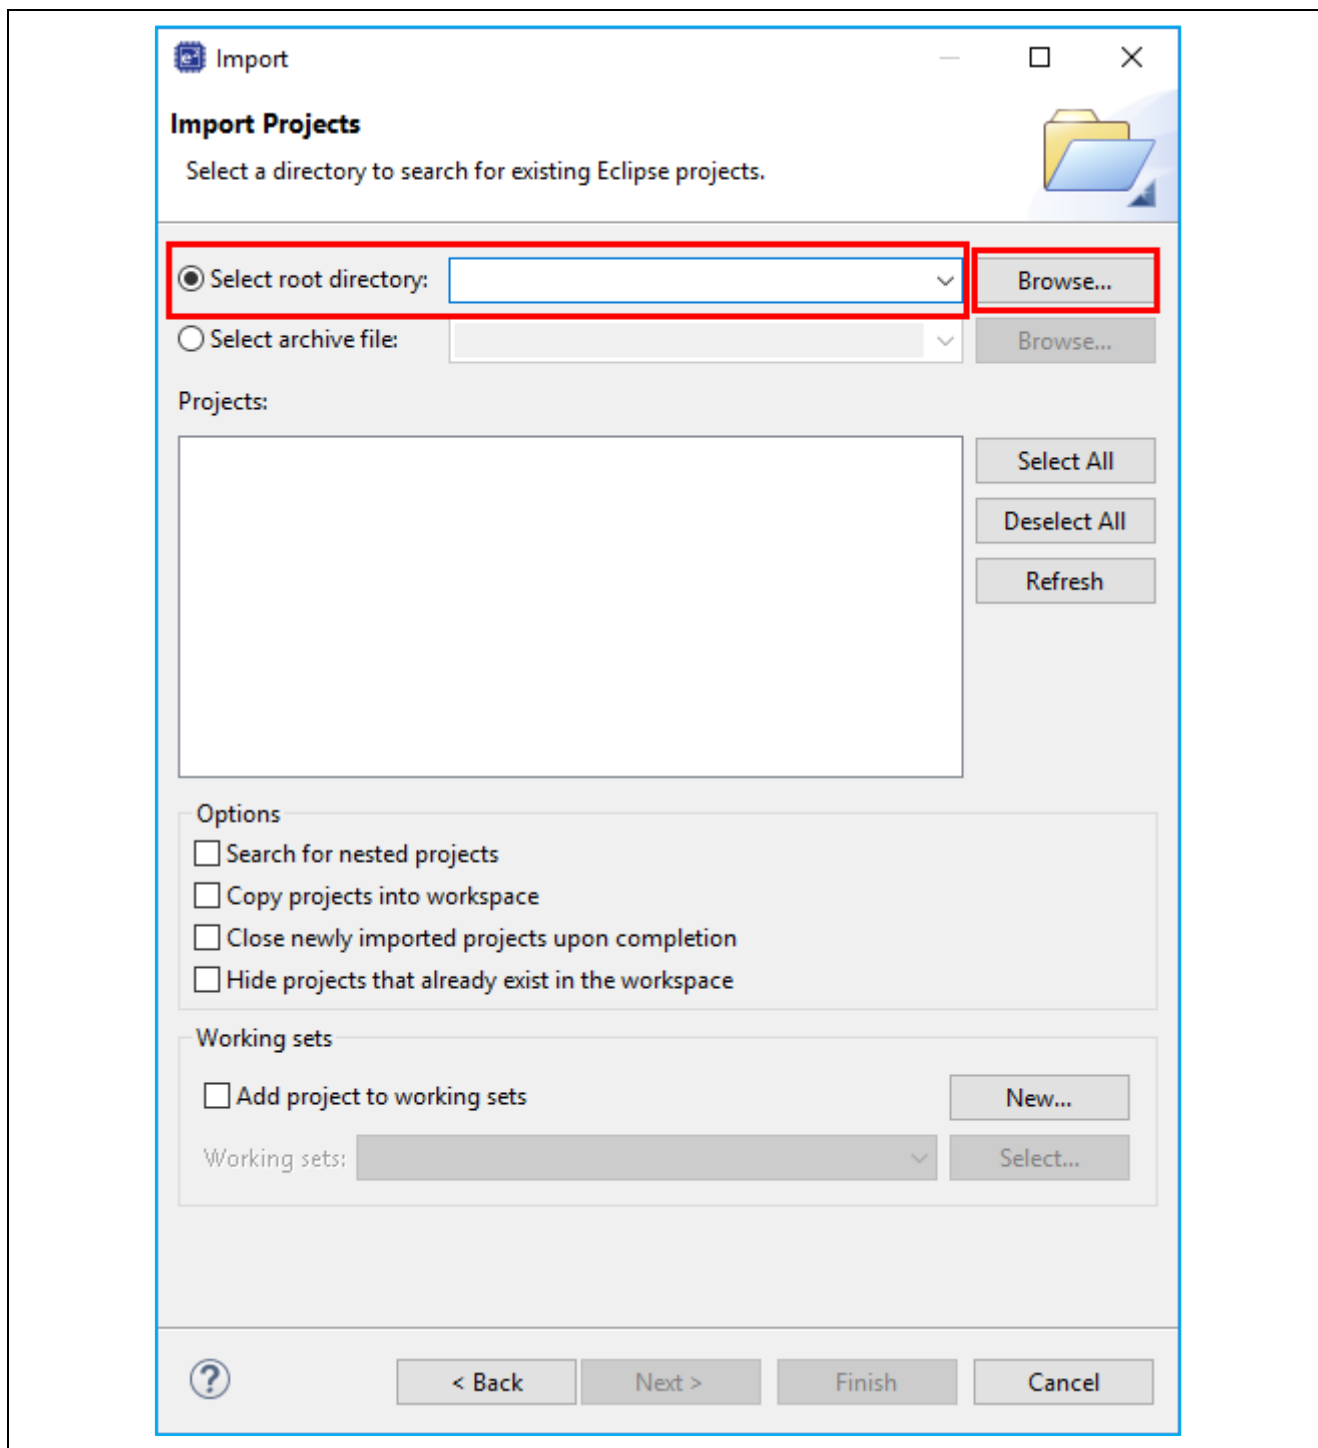 Import
Import Projects
Select a directory to search for existing Eclipse projects.
Select root directory: Browse...
Select archive file: Browse...
Projects:
Select All
Deselect All
Refresh
Options
Search for nested projects
Copy projects into workspace
Close newly imported projects upon completion
Hide projects that already exist in the workspace
Working sets
Add project to working sets New...
Working sets: Select...
? < Back Next > Finish Cancel